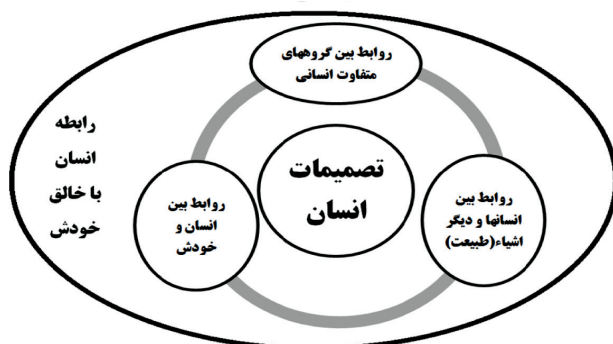 روابط بین گروههای
متفاوت انسانی
رابطه
انسان
با خالق
خودش
تصمیمات
انسان
روابط بین
انسانها و دیگر
اشیاء(طبیعت)
روابط بین
انسان و
خودش